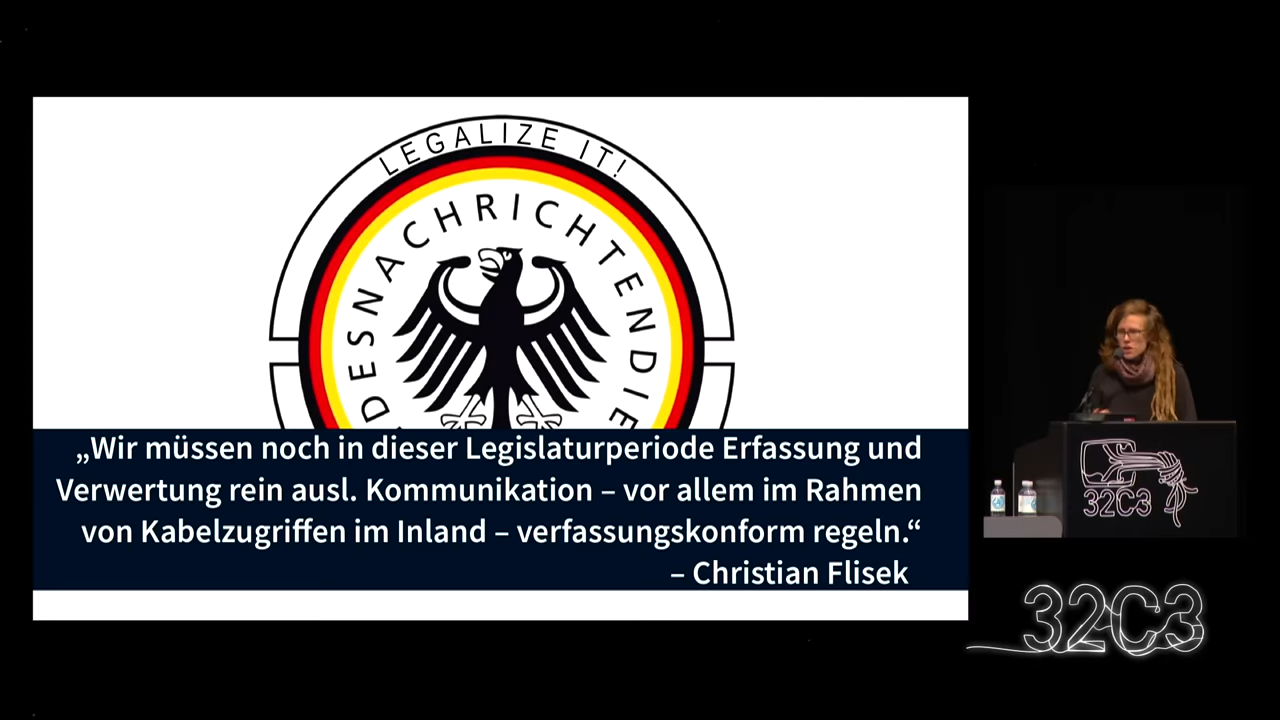 LEGALIZE IT!
DESNACHRICHTENDIE
„Wir müssen noch in dieser Legislaturperiode Erfassung und
Verwertung rein ausl. Kommunikation – vor allem im Rahmen
von Kabelzugriffen im Inland – verfassungskonform regeln.“
– Christian Flisek
32C3
32C3